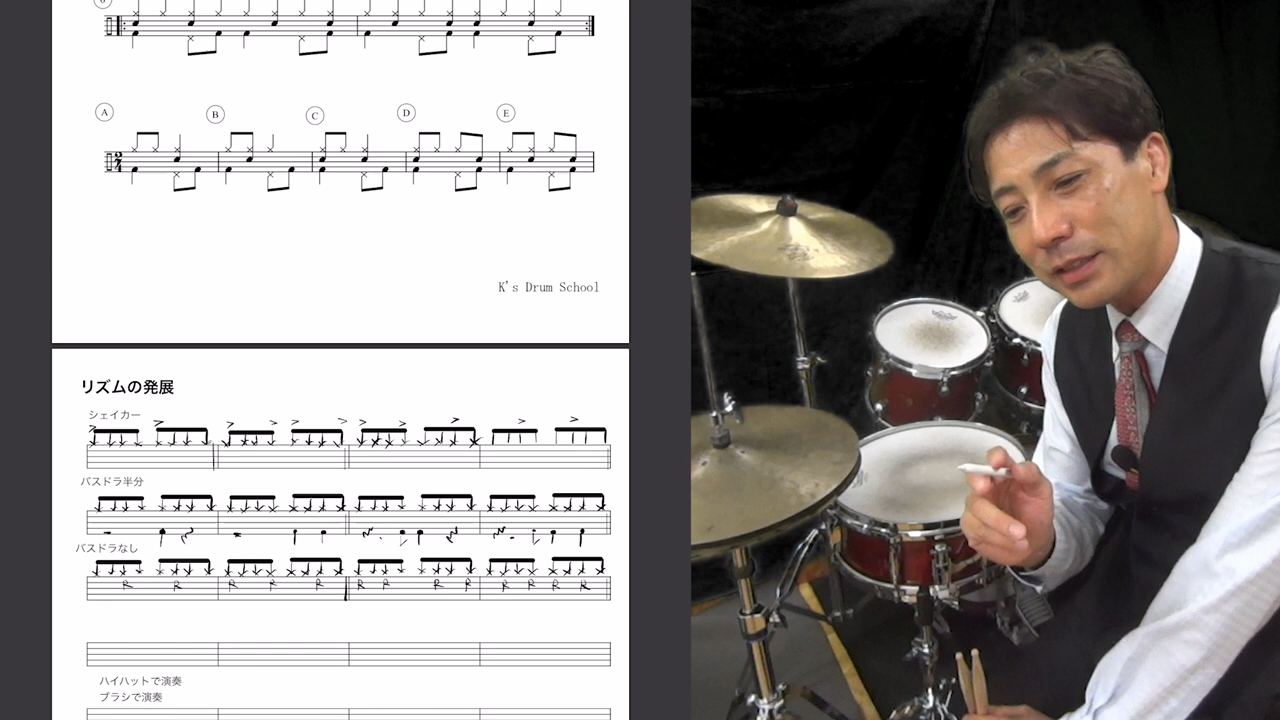 A B C D E
2
4
K's Drum School
リズムの発展
シェイカー
バスドラ半分
バスドラなし
R R R R R R R R R R R R R R
ハイハットで演奏
ブラシで演奏